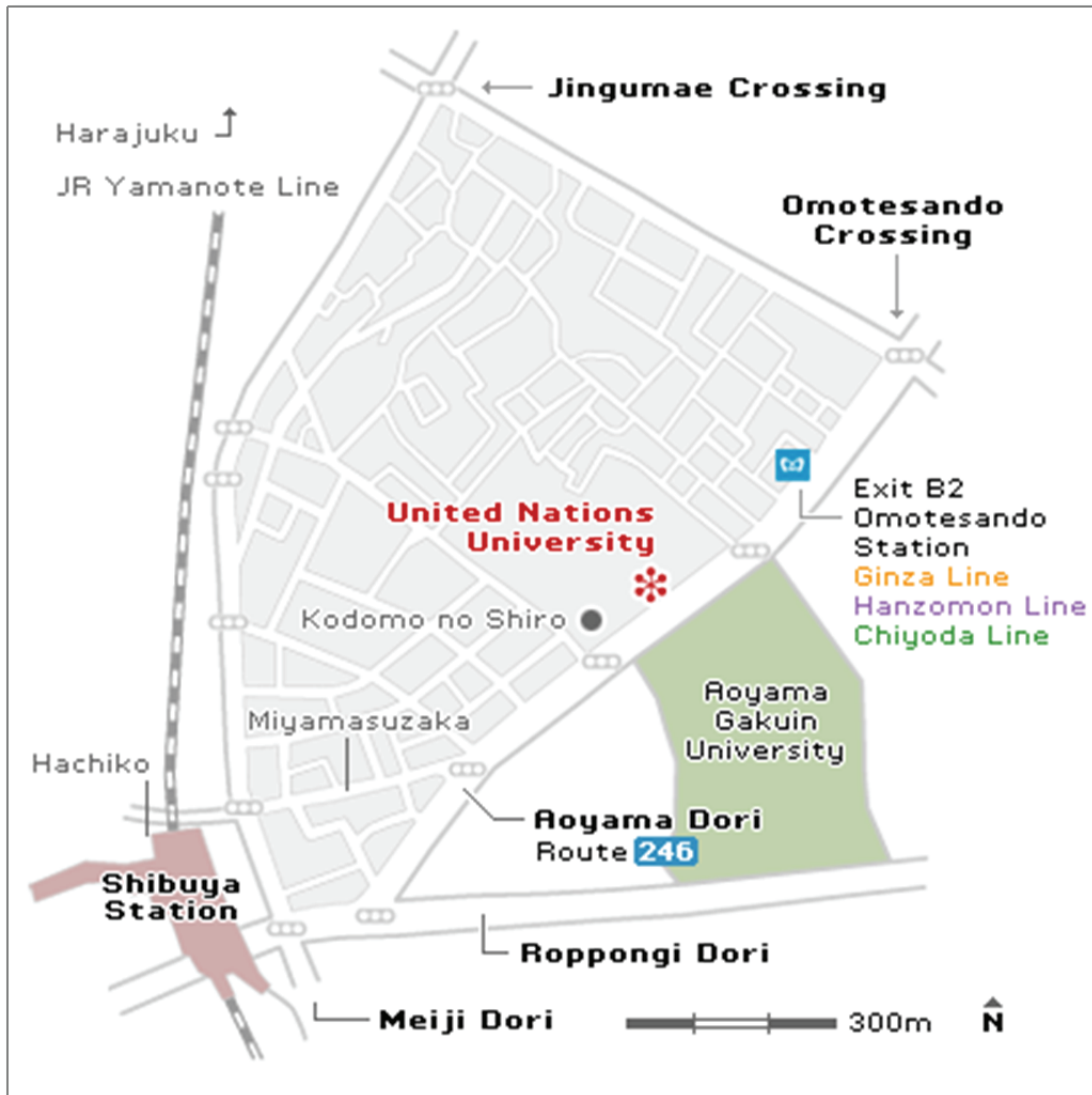 Jingumae Crossing
Harajuku
JR Yamanote Line
Omotesando
Crossing
Exit B2
Omotesando
Station
Ginza Line
Hanzomon Line
Chiyoda Line
United Nations
University
Kodomo no Shiro
Aoyama
Gakuin
University
Miyamasuzaka
Hachiko
Aoyama Dori
Route 246
Shibuya
Station
Roppongi Dori
Meiji Dori
300m
N